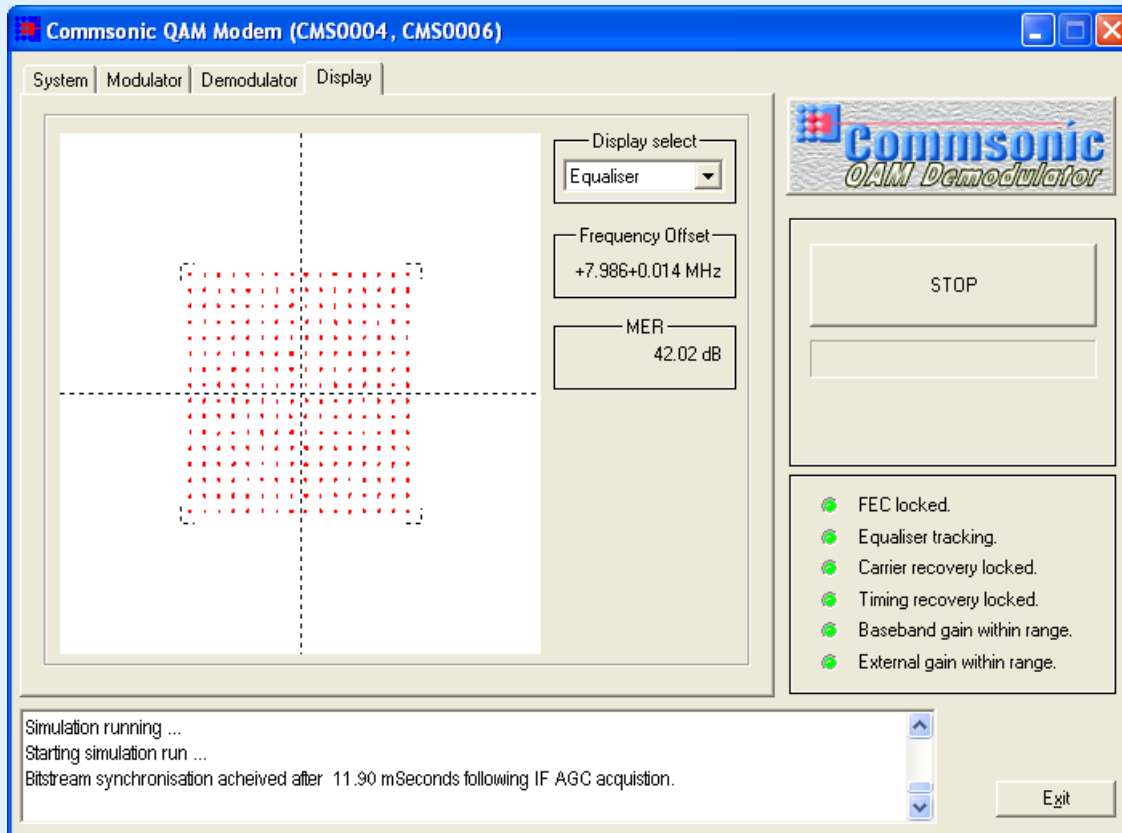 Commsonic QAM Modem (CMS0004, CMS0006)
System Modulator Demodulator Display
Display select
Equaliser
Frequency Offset
+7.986+0.014 MHz
MER
42.02 dB
Commsonic
QAM Demodulator
STOP
FEC locked.
Equaliser tracking.
Carrier recovery locked.
Timing recovery locked.
Baseband gain within range.
External gain within range.
Simulation running ...
Starting simulation run ...
Bitstream synchronisation acheived after 11.90 mSeconds following IF AGC acquistion.
Exit